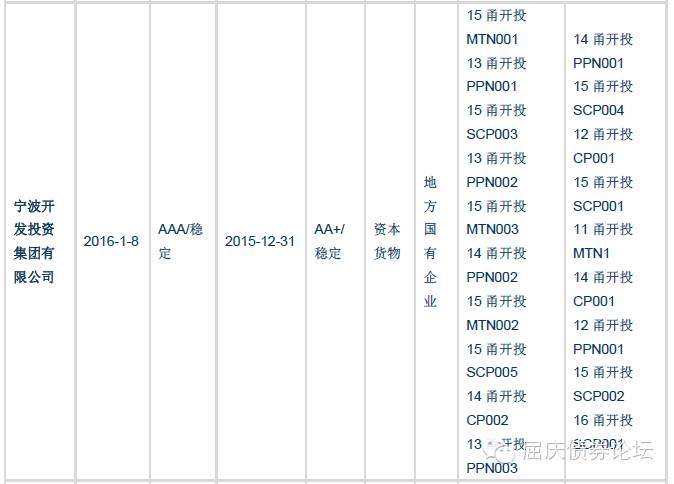 宁波开
发投资
集团有
限公司
2016-1-8
AAA/稳
定
2015-12-31
AA+/
稳定
资本
货物
地
方
国
有
企
业
15 甬开投
MTN001
13 甬开投
PPN001
15 甬开投
SCP003
13 甬开投
PPN002
15 甬开投
MTN003
14 甬开投
PPN002
15 甬开投
MTN002
15 甬开投
SCP005
14 甬开投
CP002
13 甬开投
PPN003
14 甬开投
PPN001
15 甬开投
SCP004
12 甬开投
CP001
15 甬开投
SCP001
11 甬开投
MTN1
14 甬开投
CP001
12 甬开投
PPN001
15 甬开投
SCP002
16 甬开投
SCP001
屈庆债券论坛